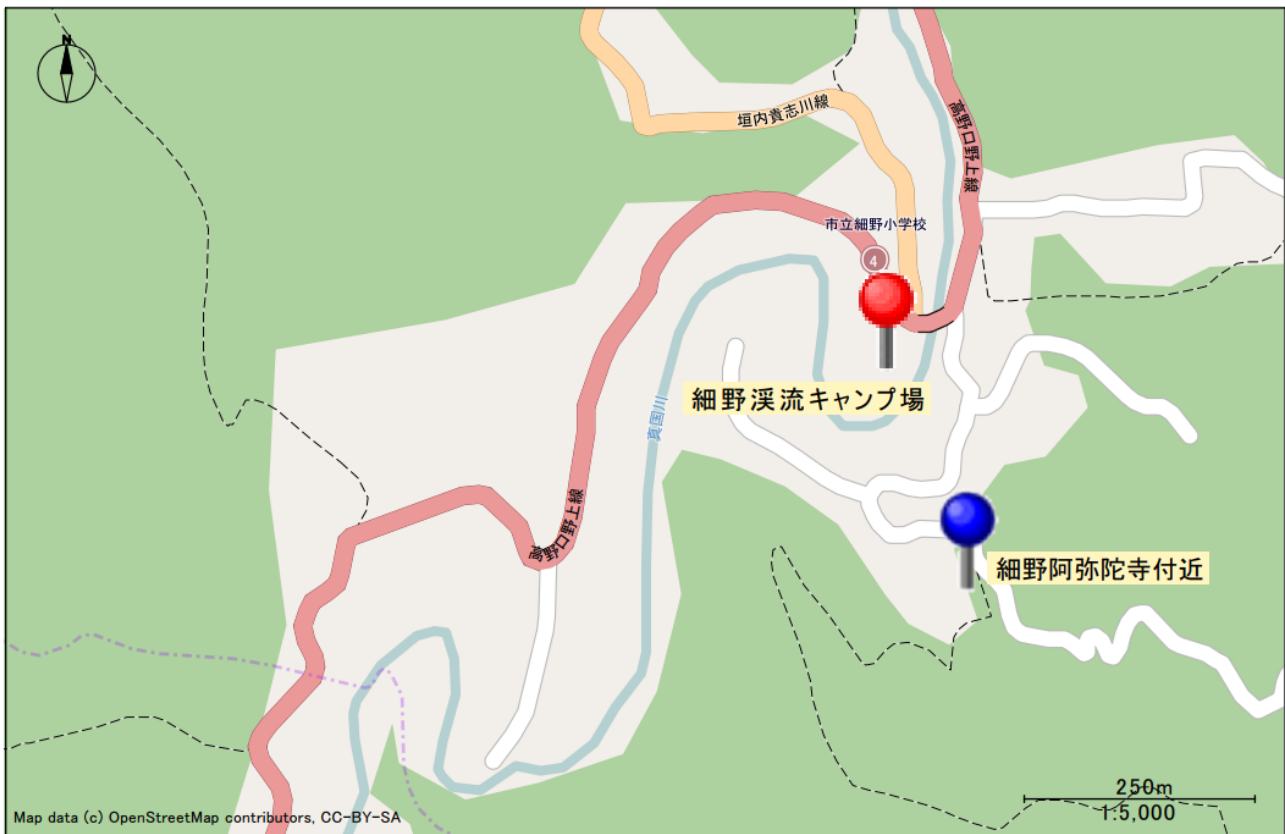 N
垣内貴志川線
高野口野上線
市立細野小学校
4
細野渓流キャンプ場
真国川
高野口野上線
細野阿弥陀寺付近
250m
1:5,000
Map data (c) OpenStreetMap contributors, CC-BY-SA